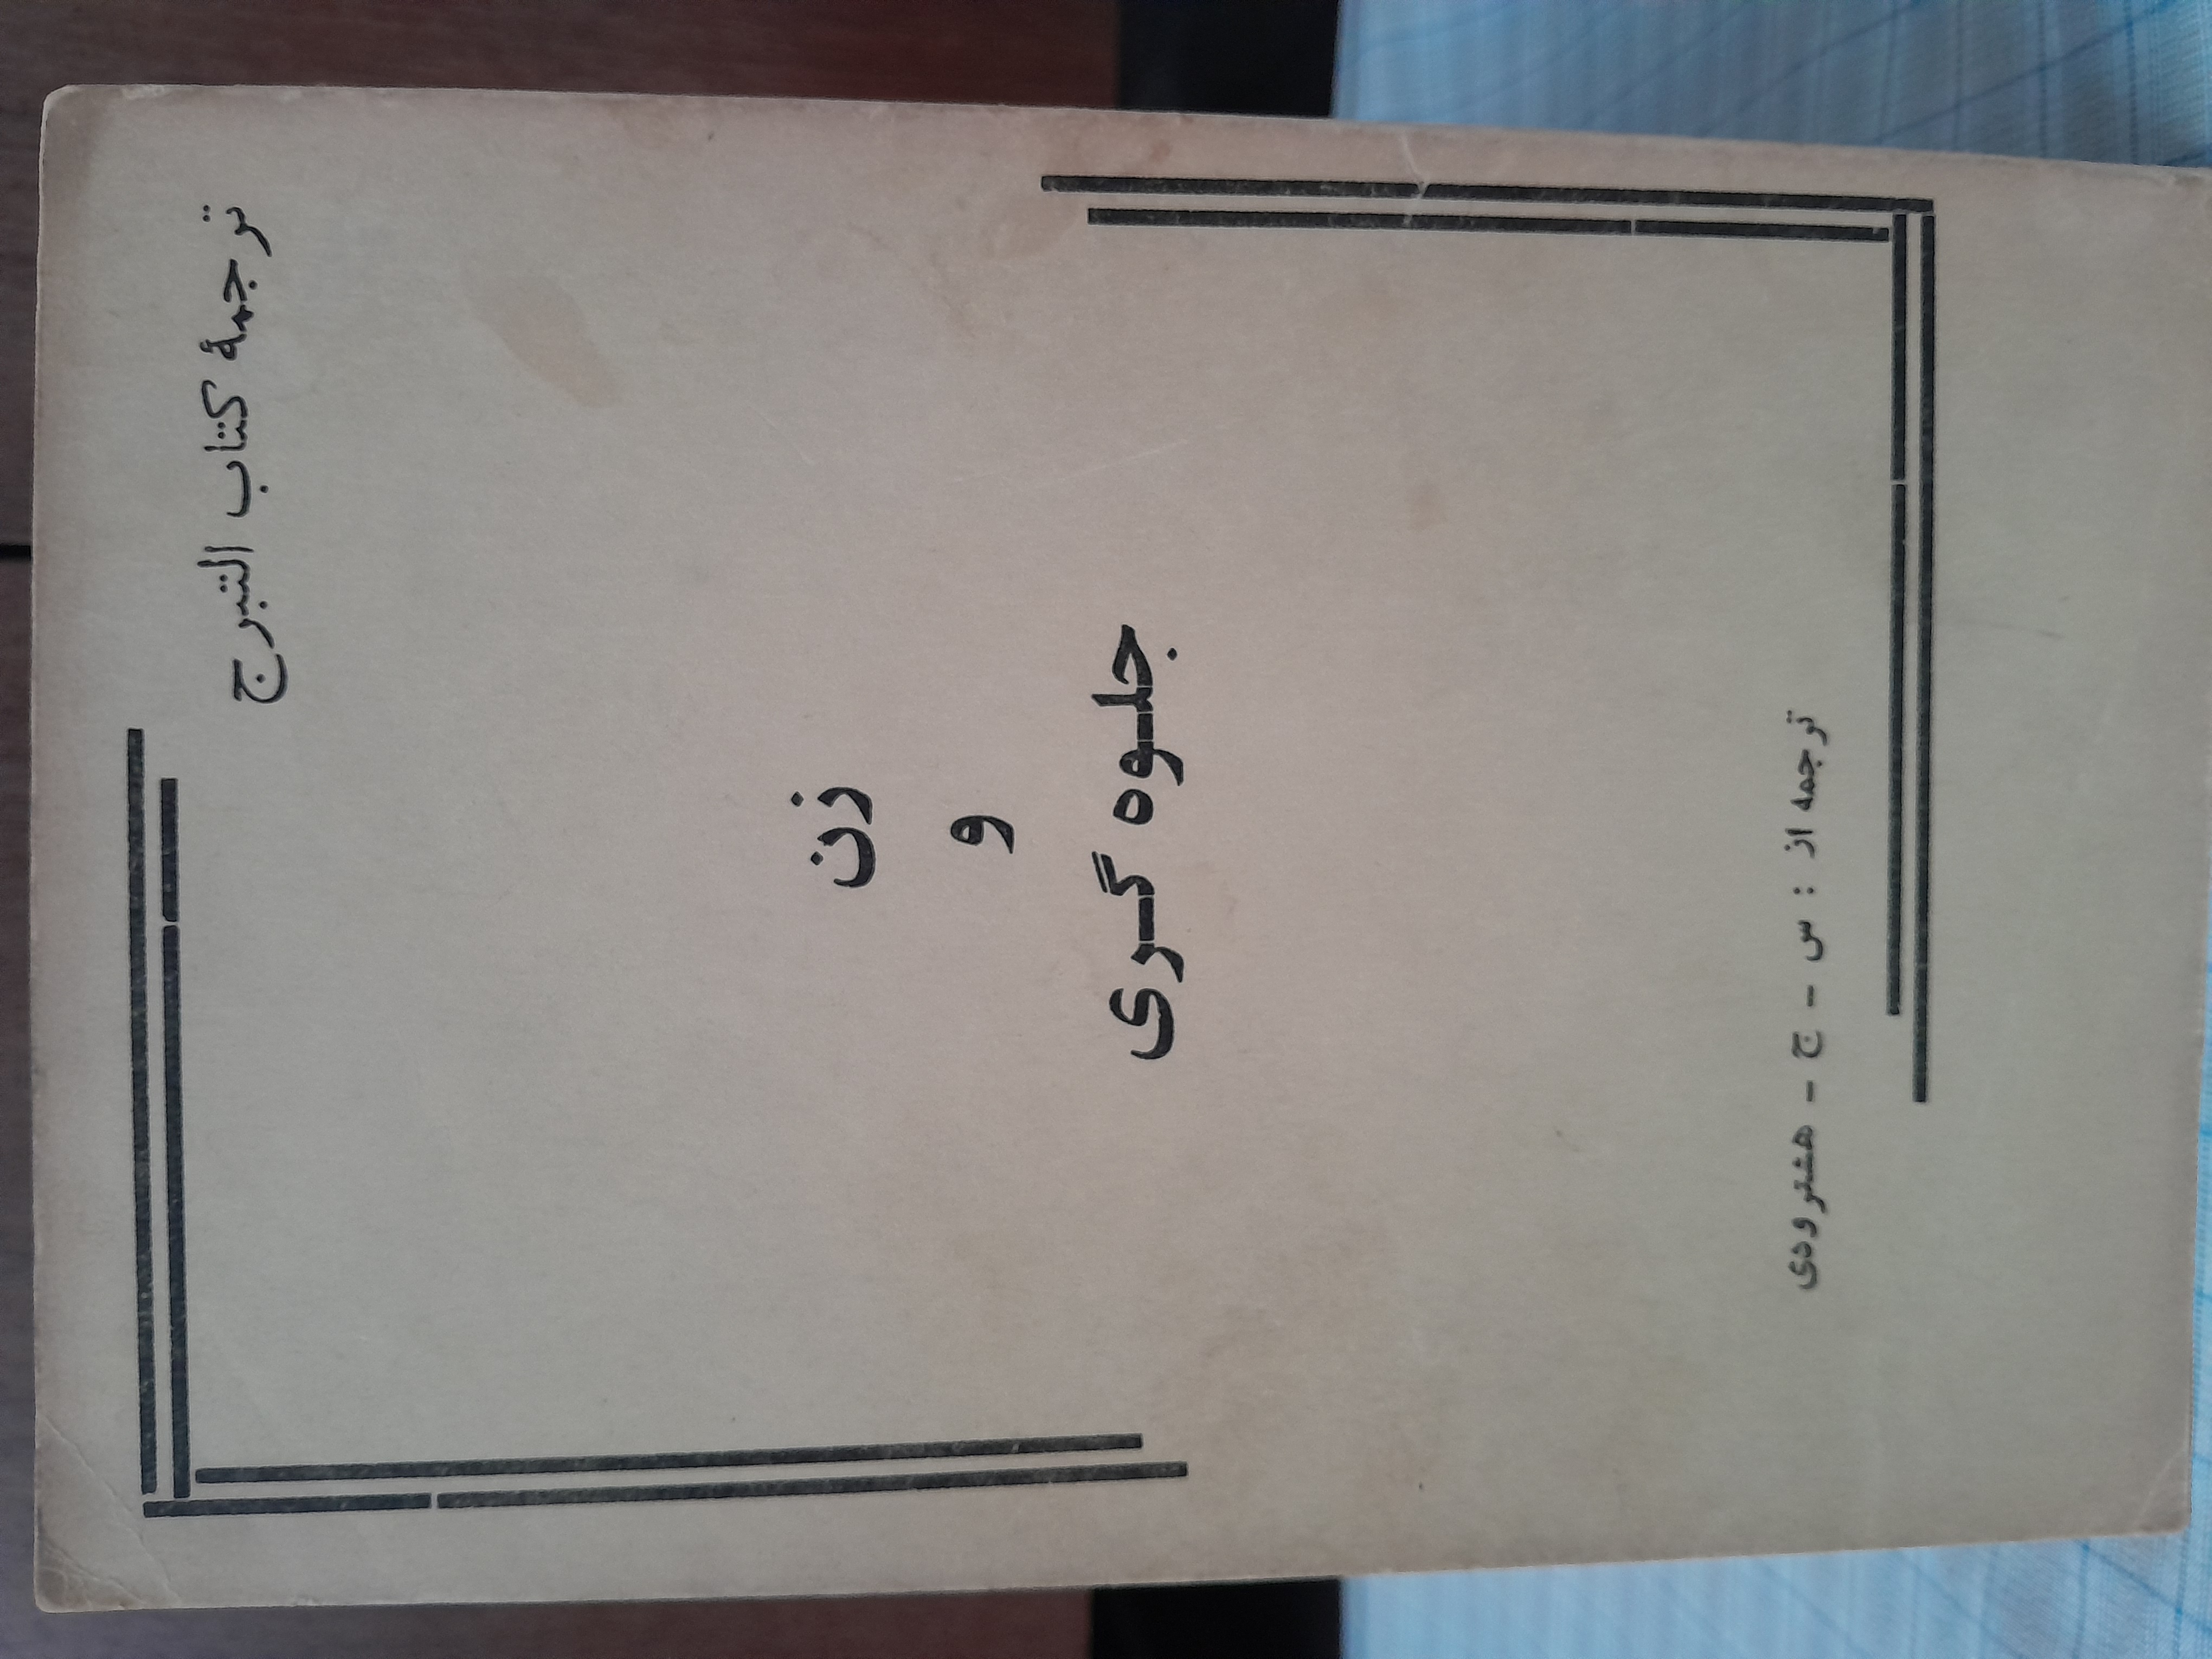 ترجمهٔ کتاب التبرج
زن
و
جلوه گری
ترجمه از : س - ج - هشترودی